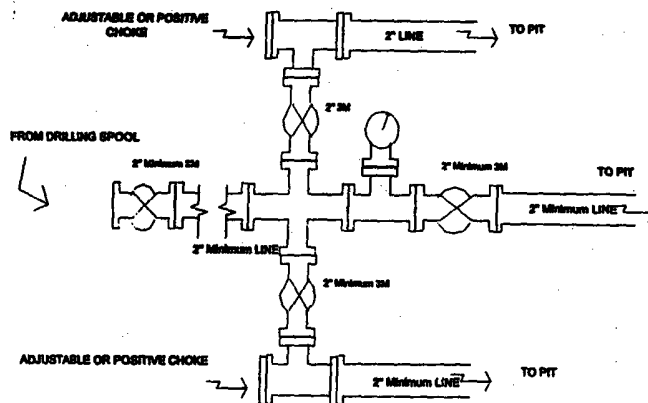 ADJUSTABLE OR POSITIVE
CHOKE
2" LINE
TO PIT
2" 3M
FROM DRILLING SPOOL
2" Minimum 3M
2" Minimum 3M
TO PIT
2" Minimum LINE
2" Minimum LINE
2" Minimum 3M
ADJUSTABLE OR POSITIVE CHOKE
2" Minimum LINE
TO PIT